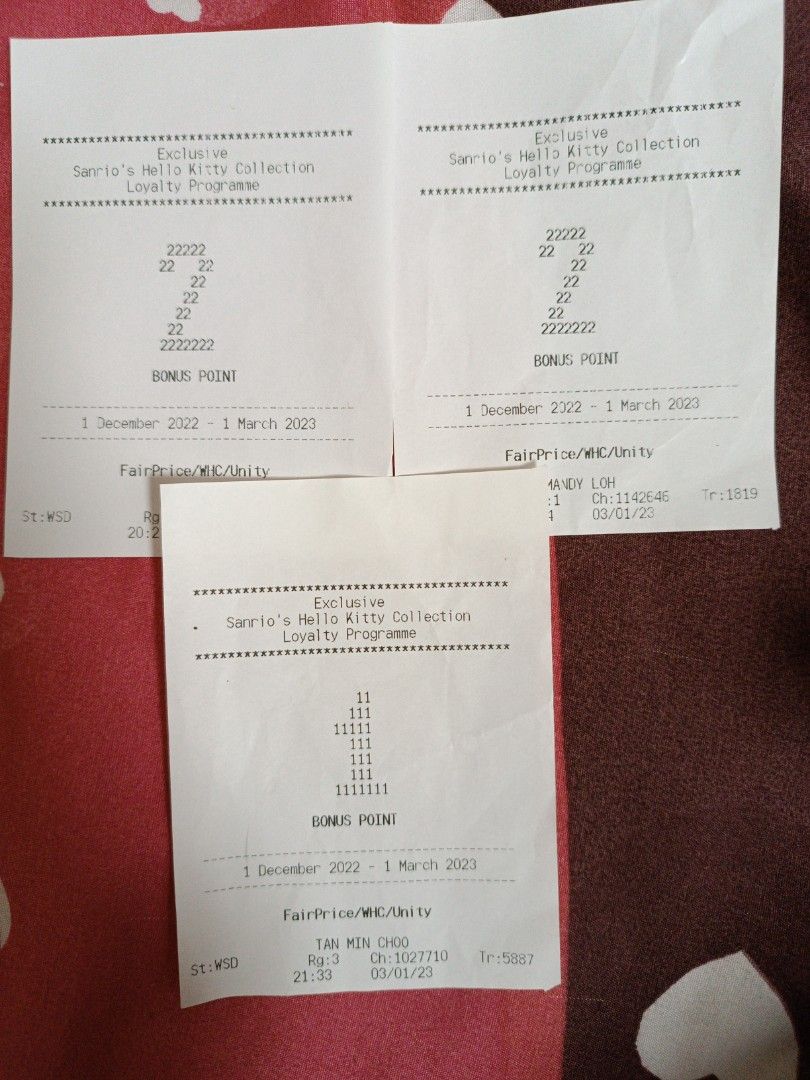 ***************************************
Exclusive
Sanrio's Hello Kitty Collection
Loyalty Programme
***************************************
22222
22   22
22
22
22
22
2222222
BONUS POINT
---------------------------------------
1 December 2022 - 1 March 2023
---------------------------------------
FairPrice/WHC/Unity
St:WSD Rg
20:2
***************************************
Exclusive
Sanrio's Hello Kitty Collection
Loyalty Programme
***************************************
22222
22   22
22
22
22
22
2222222
BONUS POINT
---------------------------------------
1 December 2022 - 1 March 2023
---------------------------------------
FairPrice/WHC/Unity
MANDY LOH
:1 Ch:1142646 Tr:1819
4 03/01/23
***************************************
Exclusive
Sanrio's Hello Kitty Collection
Loyalty Programme
***************************************
11
111
11111
111
111
111
1111111
BONUS POINT
---------------------------------------
1 December 2022 - 1 March 2023
---------------------------------------
FairPrice/WHC/Unity
TAN MIN CHOO
St:WSD Rg:3 Ch:1027710 Tr:5887
21:33 03/01/23